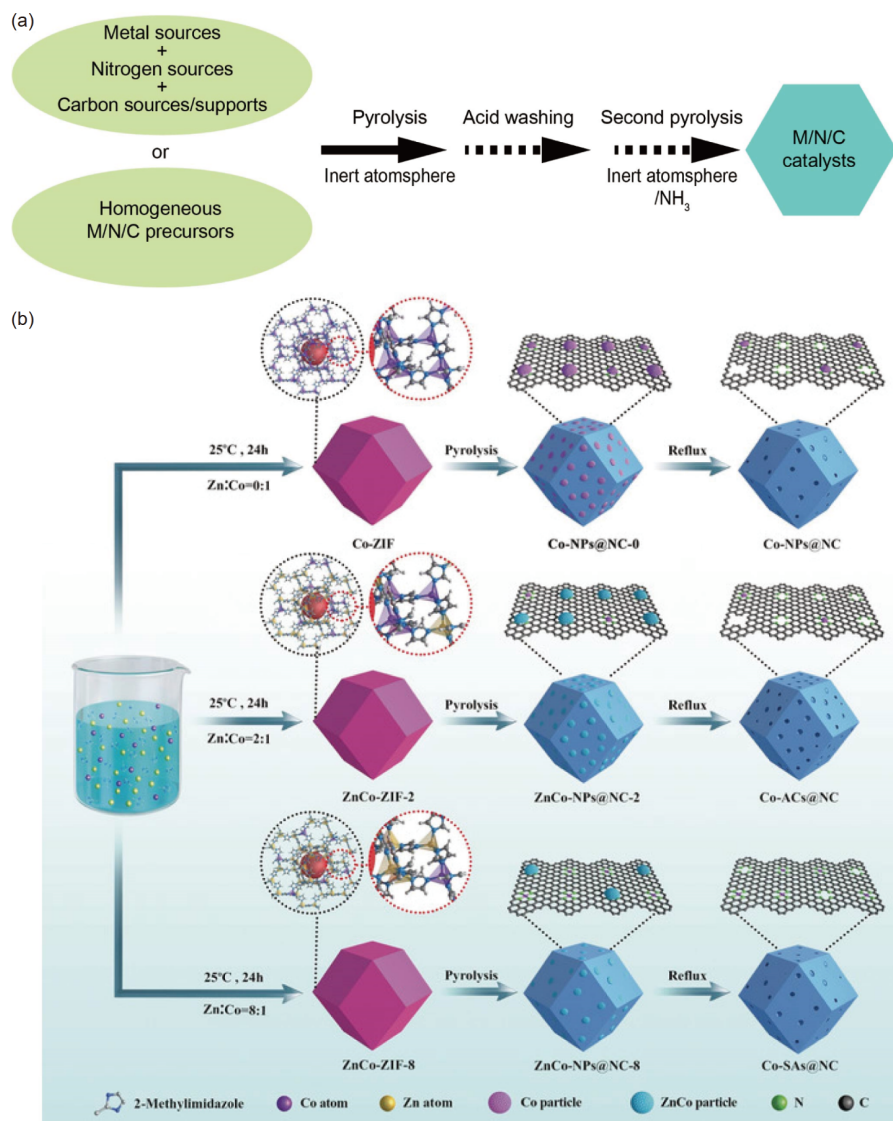 (a)
Metal sources
+
Nitrogen sources
+
Carbon sources/supports
or
Homogeneous
M/N/C precursors
Pyrolysis
Inert atomsphere
Acid washing
Second pyrolysis
Inert atomsphere
/NH3
M/N/C
catalysts
(b)
25°C , 24h
Zn:Co=0:1
Co-ZIF
Pyrolysis
Co-NPs@NC-0
Reflux
Co-NPs@NC
25°C , 24h
Zn:Co=2:1
ZnCo-ZIF-2
Pyrolysis
ZnCo-NPs@NC-2
Reflux
Co-ACs@NC
25°C , 24h
Zn:Co=8:1
ZnCo-ZIF-8
Pyrolysis
ZnCo-NPs@NC-8
Reflux
Co-SAs@NC
2-Methylimidazole Co atom Zn atom Co particle ZnCo particle N C